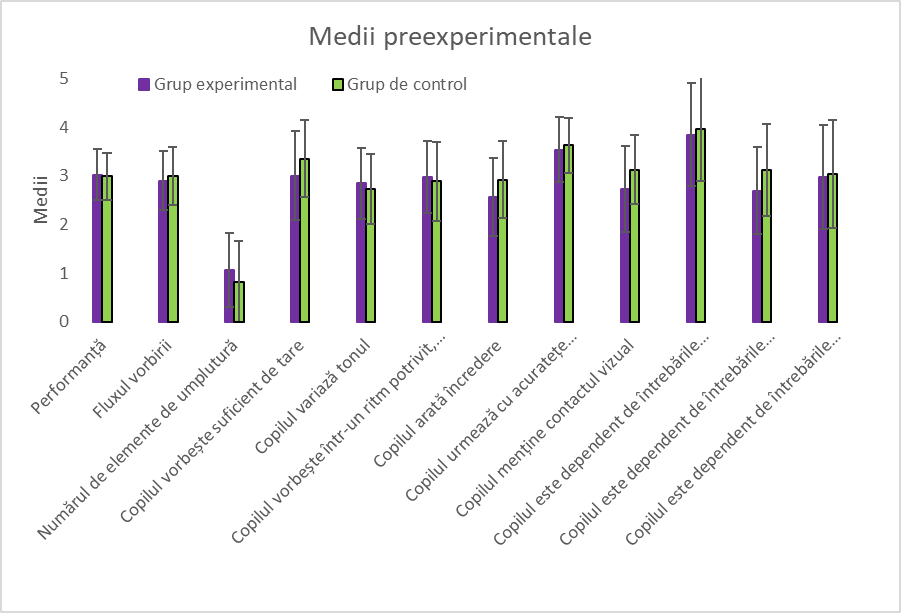 Medii preexperimentale
Grup experimental
Grup de control
Medii
5
4
3
2
1
0
Performanță
Fluxul vorbirii
Numărul de elemente de umplutură
Copilul vorbește suficient de tare
Copilul variază tonul
Copilul vorbește într-un ritm potrivit,...
Copilul arată încredere
Copilul urmează cu acuratețe...
Copilul menține contactul vizual
Copilul este dependent de întrebările...
Copilul este dependent de întrebările...
Copilul este dependent de întrebările...